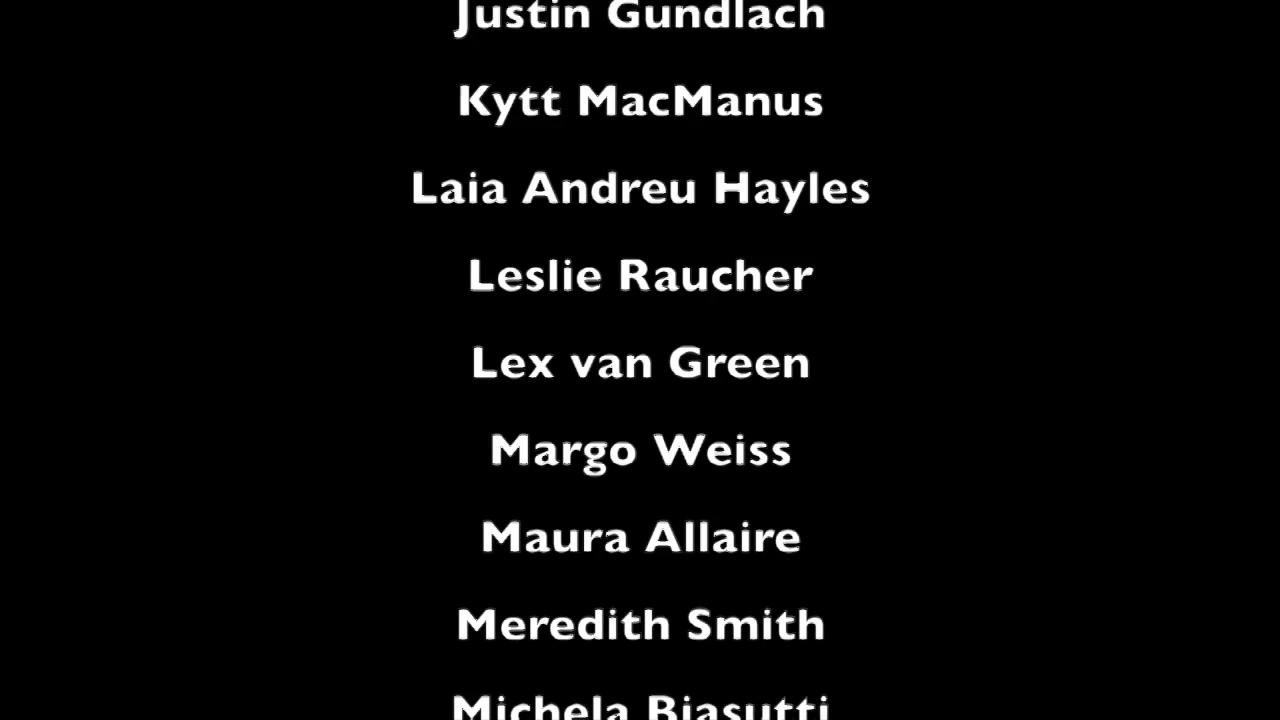 Justin Gundlach
Kytt MacManus
Laia Andreu Hayles
Leslie Raucher
Lex van Green
Margo Weiss
Maura Allaire
Meredith Smith
Michela Biasutti